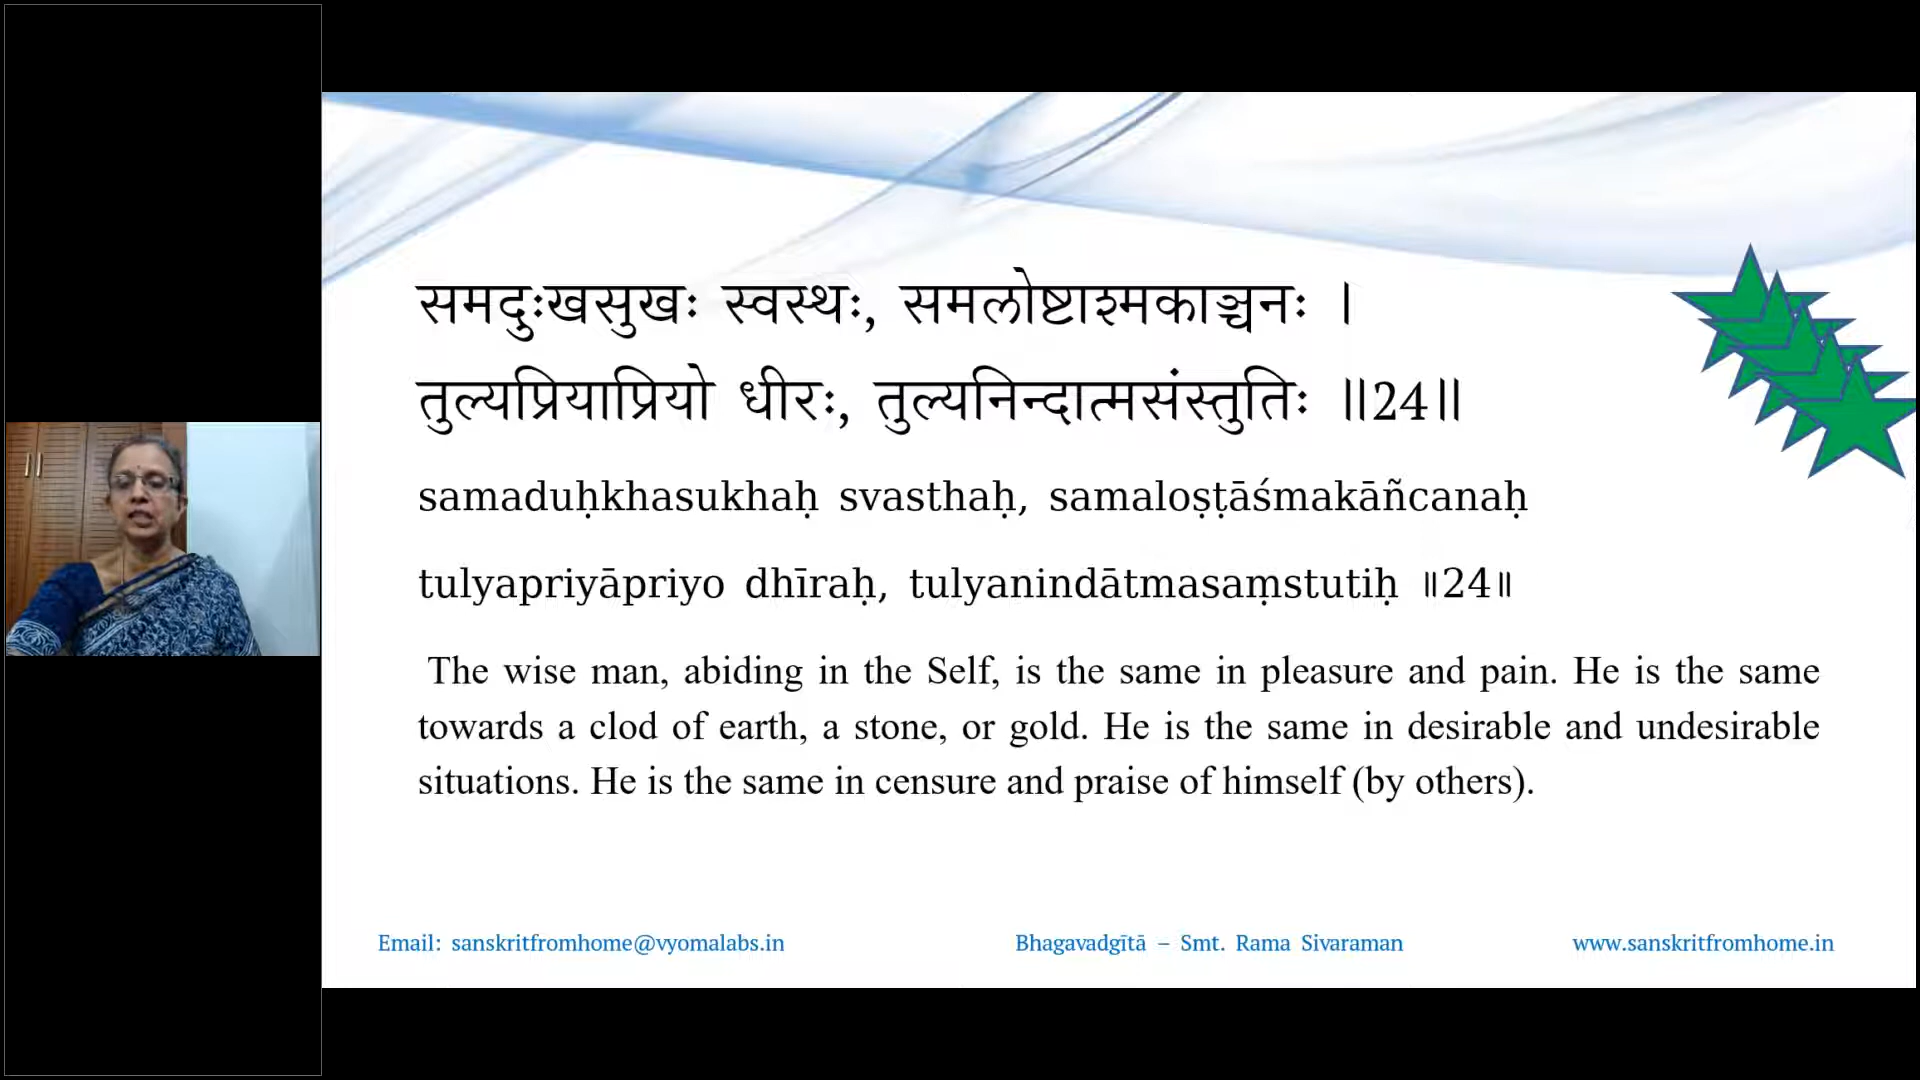 समदुःखसुखः स्वस्थः, समलोष्टाश्मकाञ्चनः ।
तुल्यप्रियाप्रियो धीरः, तुल्यनिन्दात्मसंस्तुतिः ॥24॥
samaduḥkhasukhaḥ svasthaḥ, samaloṣṭāśmakāñcanaḥ
tulyapriyāpriyo dhīraḥ, tulyanindātmasaṃstutiḥ ॥24॥
The wise man, abiding in the Self, is the same in pleasure and pain. He is the same
towards a clod of earth, a stone, or gold. He is the same in desirable and undesirable
situations. He is the same in censure and praise of himself (by others).
Email: sanskritfromhome@vyomalabs.in Bhagavadgītā – Smt. Rama Sivaraman www.sanskritfromhome.in